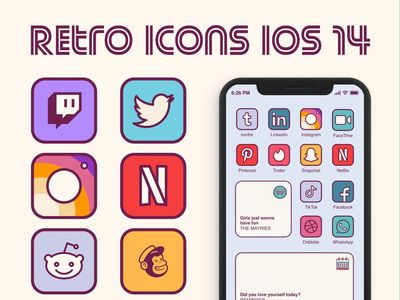 REtRO ICONS IOS 14
6:26 PM
tumblr
LinkedIn
Instagram
FaceTime
Pinterest
Tinder
Snapchat
Netflix
Girls just wanna
have fun
THE MAYRIES
TikTok
Facebook
Dribbble
WhatsApp
Did you love yourself today?
REMINDER